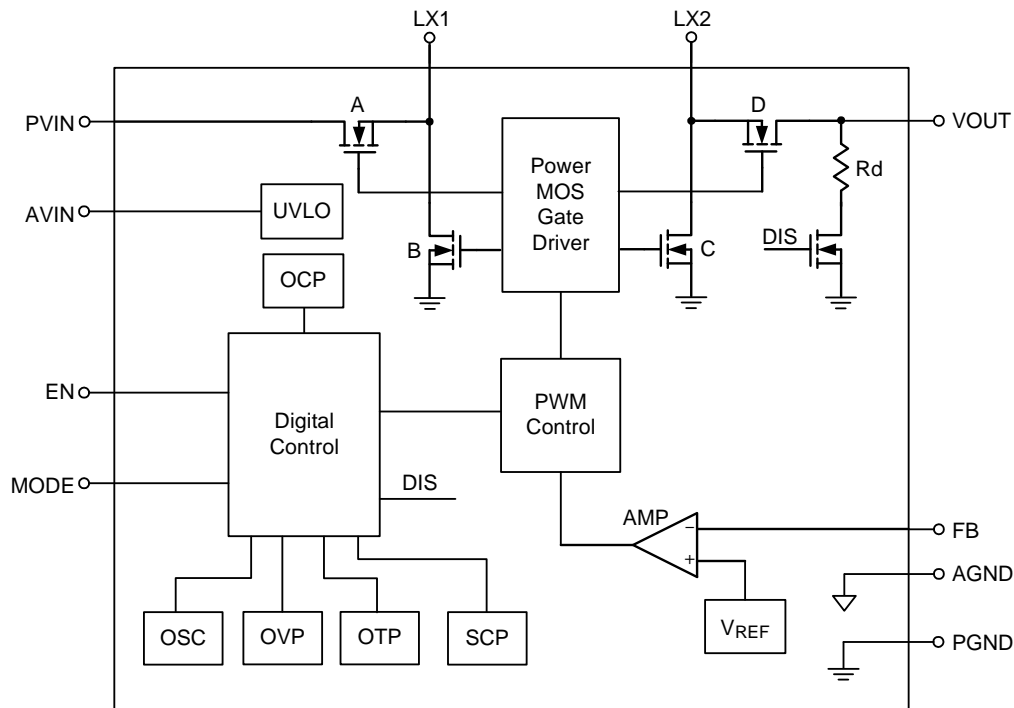 LX1
LX2
PVIN
A
D
VOUT
Power
MOS
Gate
Driver
Rd
AVIN
UVLO
B
C
DIS
OCP
EN
Digital
Control
PWM
Control
MODE
DIS
AMP
−
+
FB
AGND
VREF
PGND
OSC
OVP
OTP
SCP